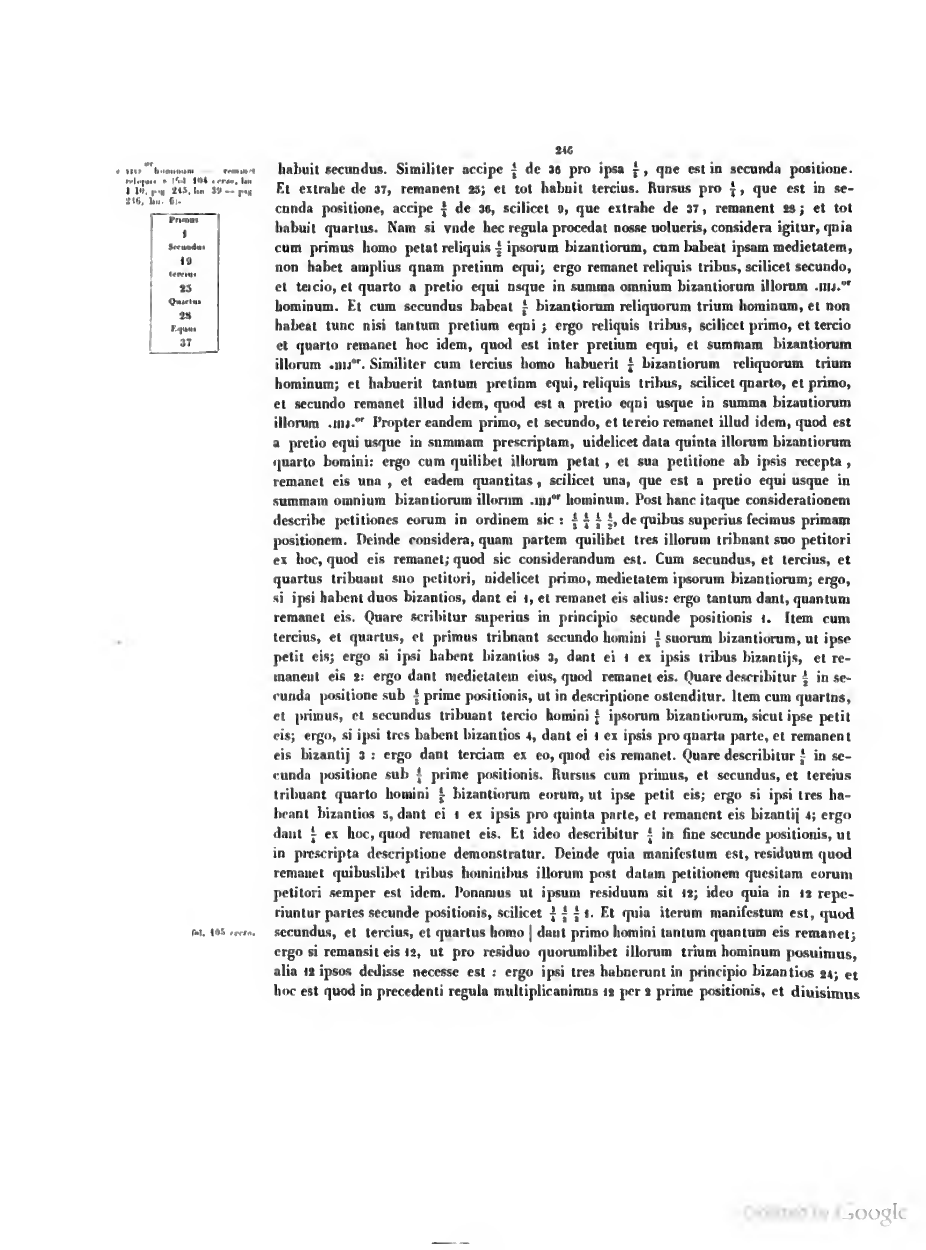 246
habuit secundus. Similiter accipe 1/3 de 36 pro ipsa 1/3, que est in secunda positione.
Et extrahe de 37, remanent 25; et tot habuit tercius. Rursus pro 1/4, que est in se-
cunda positione, accipe 1/4 de 36, scilicet 9, que extrahe de 37, remanent 28; et tot
habuit quartus. Nam si vnde hec regula procedat nosse uolueris, considera igitur, quia
cum primus homo petat reliquis 1/2 ipsorum bizantiorum, cum habeat ipsam medietatem,
non habet amplius quam pretium equi; ergo remanet reliquis tribus, scilicet secundo,
et tercio, et quarto a pretio equi usque in summa omnium bizantiorum illorum .IIIJ.or
hominum. Et cum secundus habeat 1/3 bizantiorum reliquorum trium hominum, et non
habeat tunc nisi tantum pretium equi ; ergo reliquis tribus, scilicet primo, et tercio
et quarto remanet hoc idem, quod est inter pretium equi, et summam bizantiorum
illorum .IIIJor. Similiter cum tercius homo habuerit 1/4 bizantiorum reliquorum trium
hominum; et habuerit tantum pretium equi, reliquis tribus, scilicet quarto, et primo,
et secundo remanet illud idem, quod est a pretio equi usque in summa bizantiorum
illorum .IIIJ.or Propter eandem primo, et secundo, et tercio remanet illud idem, quod est
a pretio equi usque in summam prescriptam, uidelicet data quinta illorum bizantiorum
quarto homini: ergo cum quilibet illorum petat , et sua petitione ab ipsis recepta ,
remanet eis una , et eadem quantitas , scilicet una, que est a pretio equi usque in
summam omnium bizantiorum illorum .IIIJor hominum. Post hanc itaque considerationem
describe petitiones eorum in ordinem sic : 1/5 1/4 1/3 1/2, de quibus superius fecimus primam
positionem. Deinde considera, quam partem quilibet tres illorum tribuant suo petitori
ex hoc, quod eis remanet; quod sic considerandum est. Cum secundus, et tercius, et
quartus tribuant suo petitori, uidelicet primo, medietatem ipsorum bizantiorum; ergo,
si ipsi habent duos bizantios, dant ei 1, et remanet eis alius: ergo tantum dant, quantum
remanet eis. Quare scribitur superius in principio secunde positionis 1. Item cum
tercius, et quartus, et primus tribuant secundo homini 1/3 suorum bizantiorum, ut ipse
petit eis; ergo si ipsi habent bizantios 3, dant ei 1 ex ipsis tribus bizantijs, et re-
manent eis 2: ergo dant medietatem eius, quod remanet eis. Quare describitur 1/2 in se-
cunda positione sub 1/3 prime positionis, ut in descriptione ostenditur. Item cum quartus,
et primus, et secundus tribuant tercio homini 1/4 ipsorum bizantiorum, sicut ipse petit
eis; ergo, si ipsi tres habent bizantios 4, dant ei 1 ex ipsis pro quarta parte, et remanent
eis bizantij 3 : ergo dant terciam ex eo, quod eis remanet. Quare describitur 1/3 in se-
cunda positione sub 1/4 prime positionis. Rursus cum primus, et secundus, et tercius
tribuant quarto homini 1/5 bizantiorum eorum, ut ipse petit eis; ergo si ipsi tres ha-
beant bizantios 5, dant ei 1 ex ipsis pro quinta parte, et remanent eis bizantij 4; ergo
dant 1/4 ex hoc, quod remanet eis. Et ideo describitur 1/4 in fine secunde positionis, ut
in prescripta descriptione demonstratur. Deinde quia manifestum est, residuum quod
remanet quibuslibet tribus hominibus illorum post datam petitionem quesitam eorum
petitori semper est idem. Ponamus ut ipsum residuum sit 12; ideo quia in 12 repe-
riuntur partes secunde positionis, scilicet 1/4 1/3 1/2 1. Et quia iterum manifestum est, quod
secundus, et tercius, et quartus homo | dant primo homini tantum quantum eis remanet;
ergo si remansit eis 12, ut pro residuo quorumlibet illorum trium hominum posuimus,
alia 12 ipsos dedisse necesse est : ergo ipsi tres habuerunt in principio bizantios 24; et
hoc est quod in precedenti regula multiplicauimus 12 per 2 prime positionis, et diuisimus
hominum
reliquis » (fol. 104 verso, lin
10, pag 245, lin 39 — pag
246, lin. 6).
Primus
1
Secundus
19
tercius
25
Quartus
28
Equus
37
fol. 105 recto.
Google